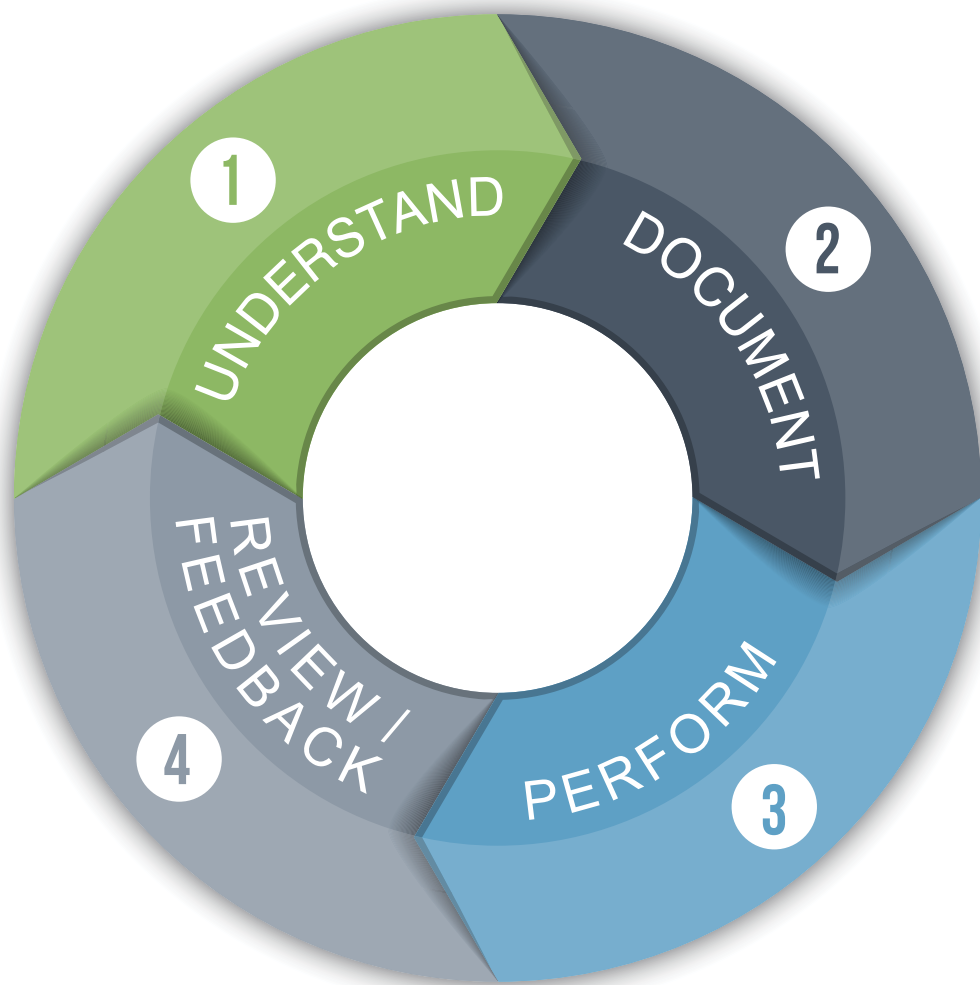 1
UNDERSTAND
2
DOCUMENT
3
PERFORM
4
REVIEW /
FEEDBACK